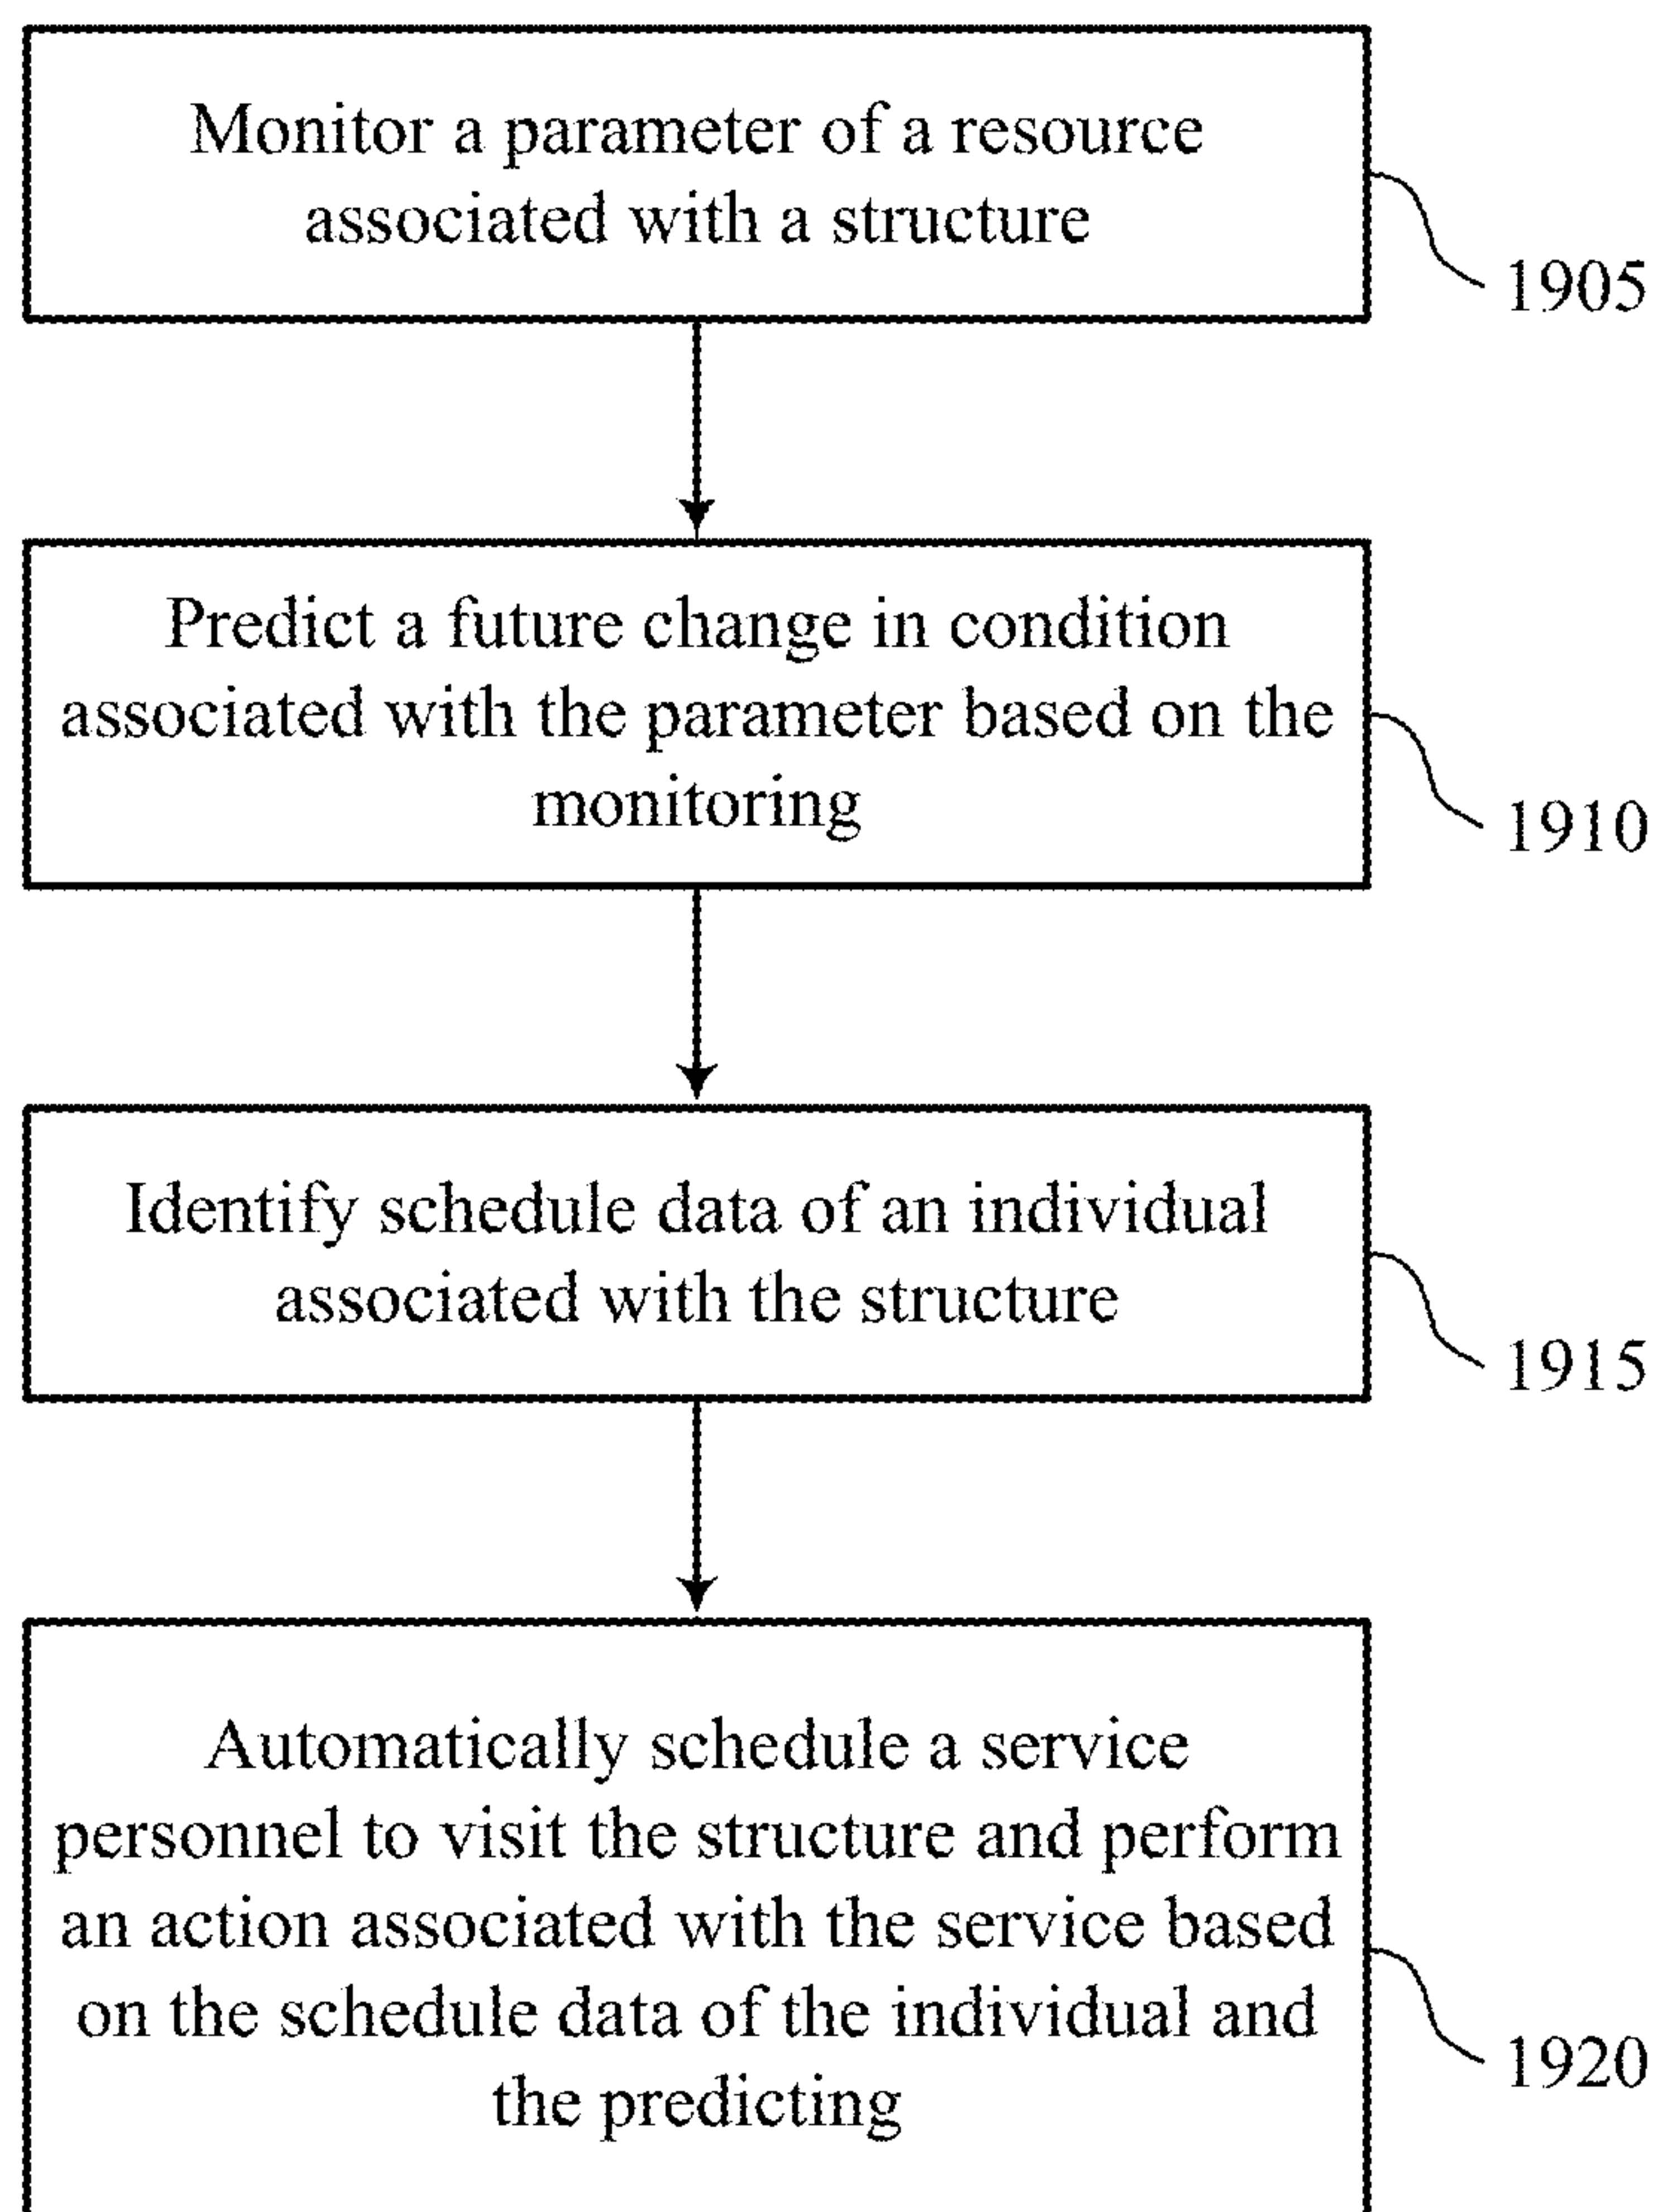 Monitor a parameter of a resource
associated with a structure
1905
Predict a future change in condition
associated with the parameter based on the
monitoring
1910
Identify schedule data of an individual
associated with the structure
1915
Automatically schedule a service
personnel to visit the structure and perform
an action associated with the service based
on the schedule data of the individual and
the predicting
1920